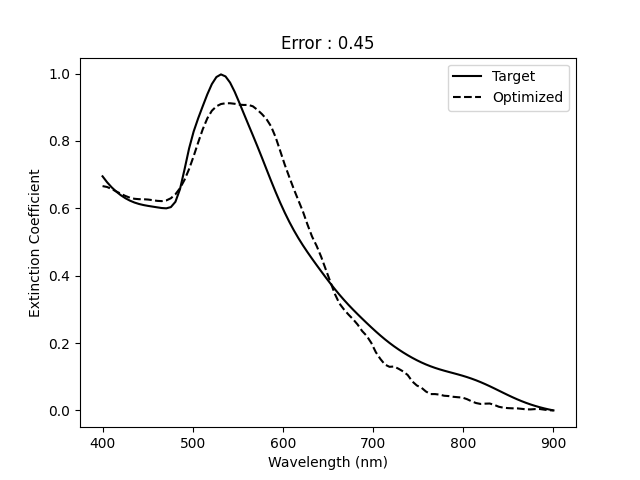 Error : 0.45
Target
Optimized
Extinction Coefficient
1.0
0.8
0.6
0.4
0.2
0.0
400 500 600 700 800 900
Wavelength (nm)